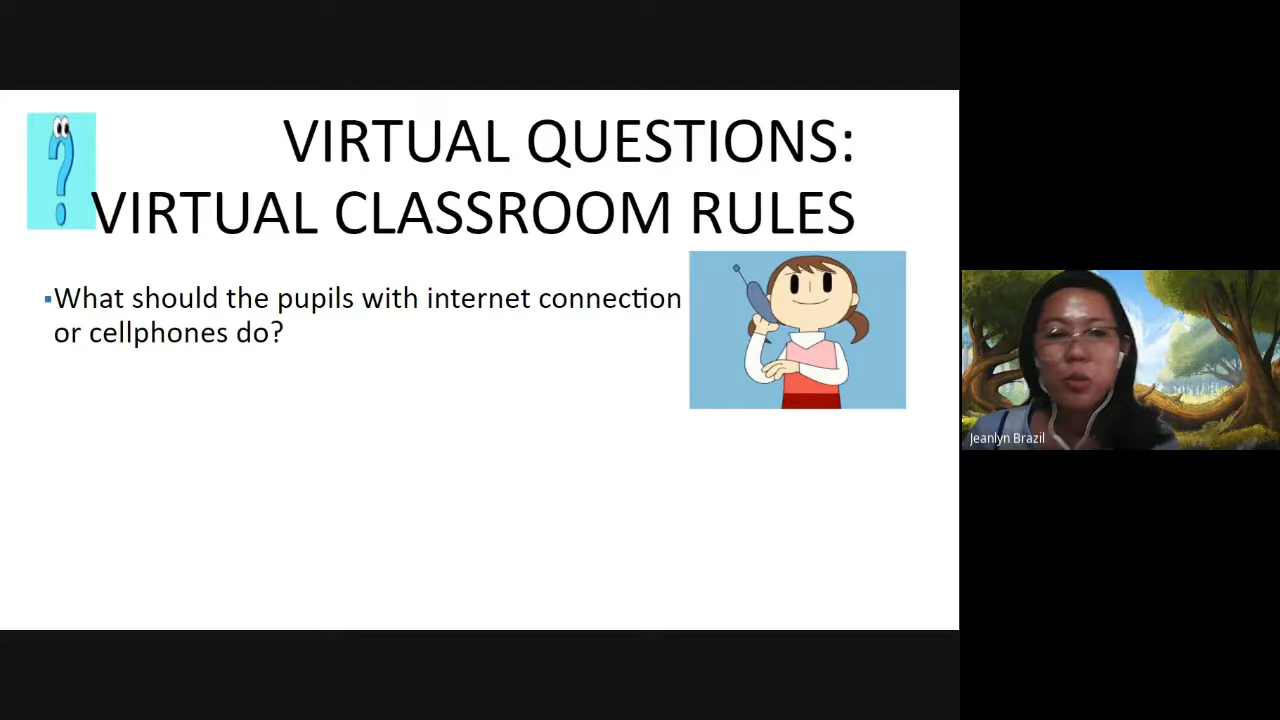 VIRTUAL QUESTIONS:
VIRTUAL CLASSROOM RULES
▪What should the pupils with internet connection
or cellphones do?
Jeanlyn Brazil